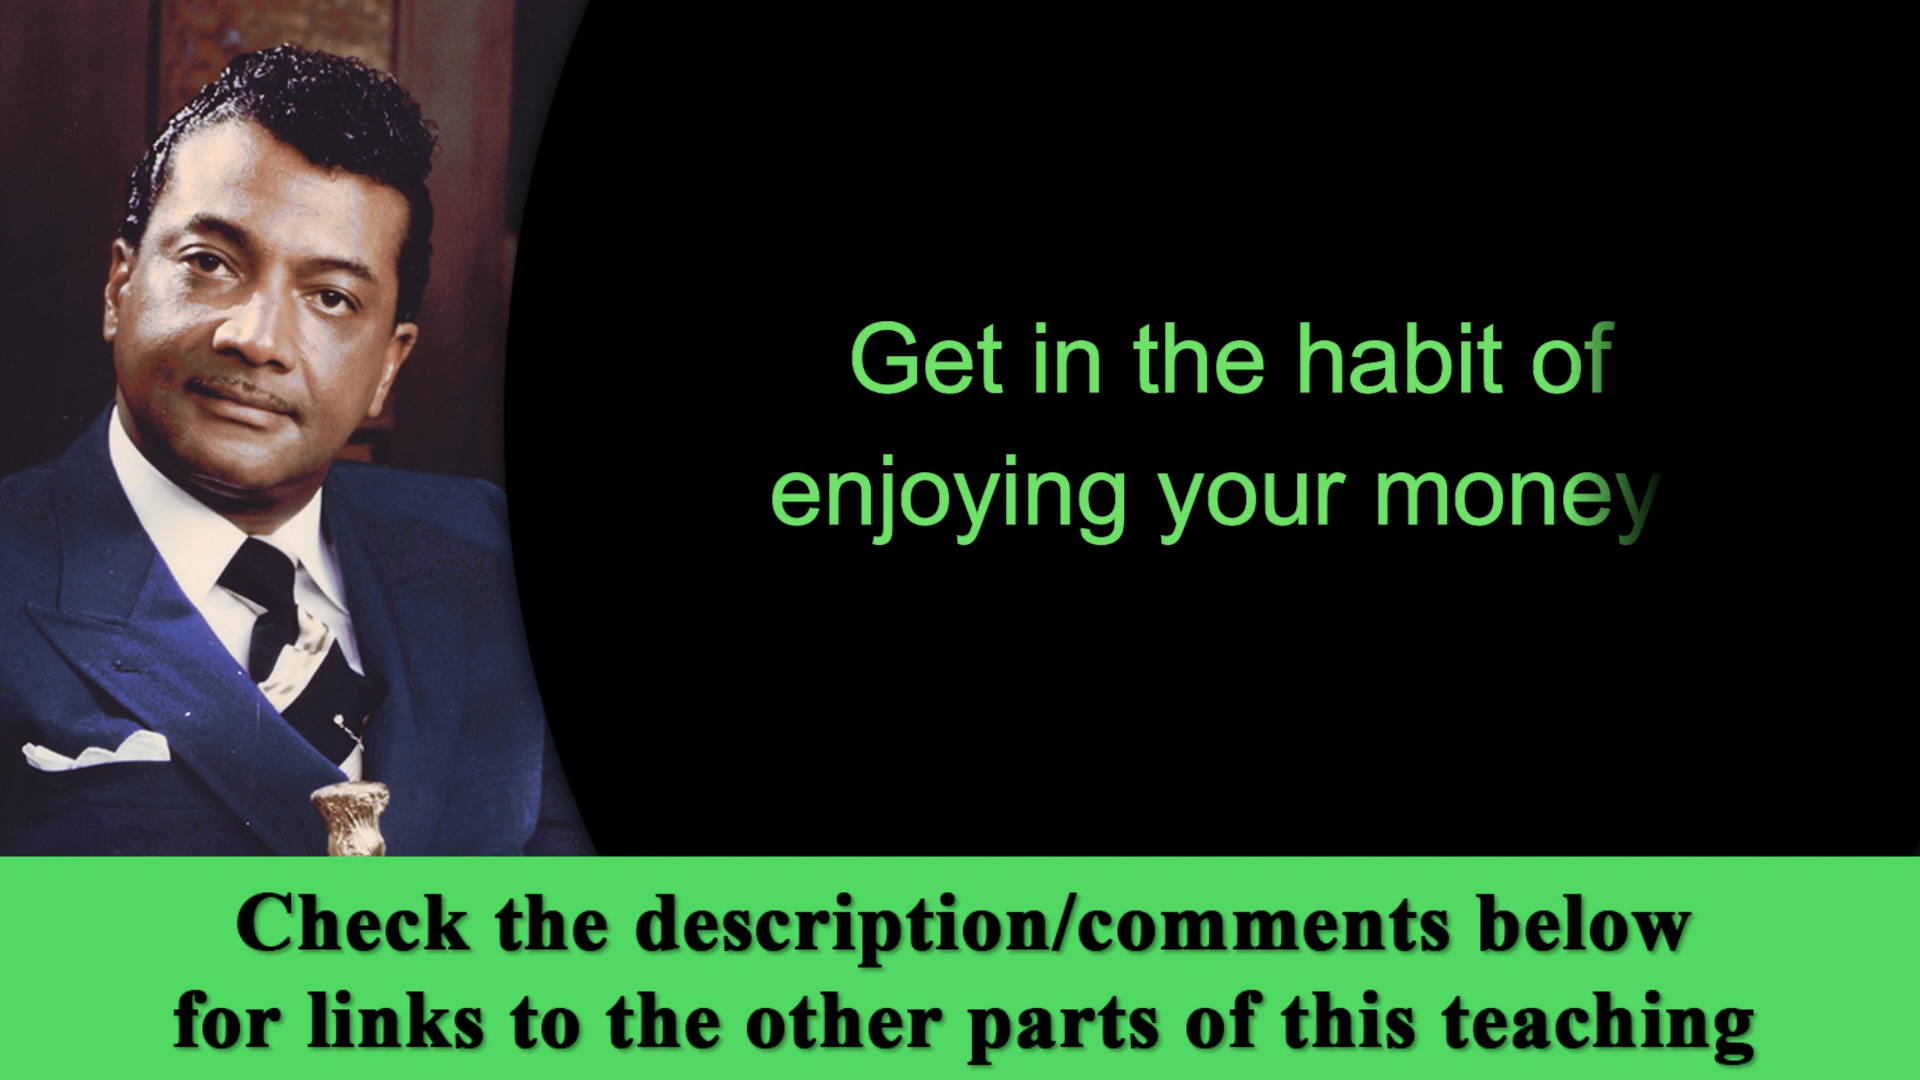 Get in the habit of
enjoying your money
Check the description/comments below
for links to the other parts of this teaching